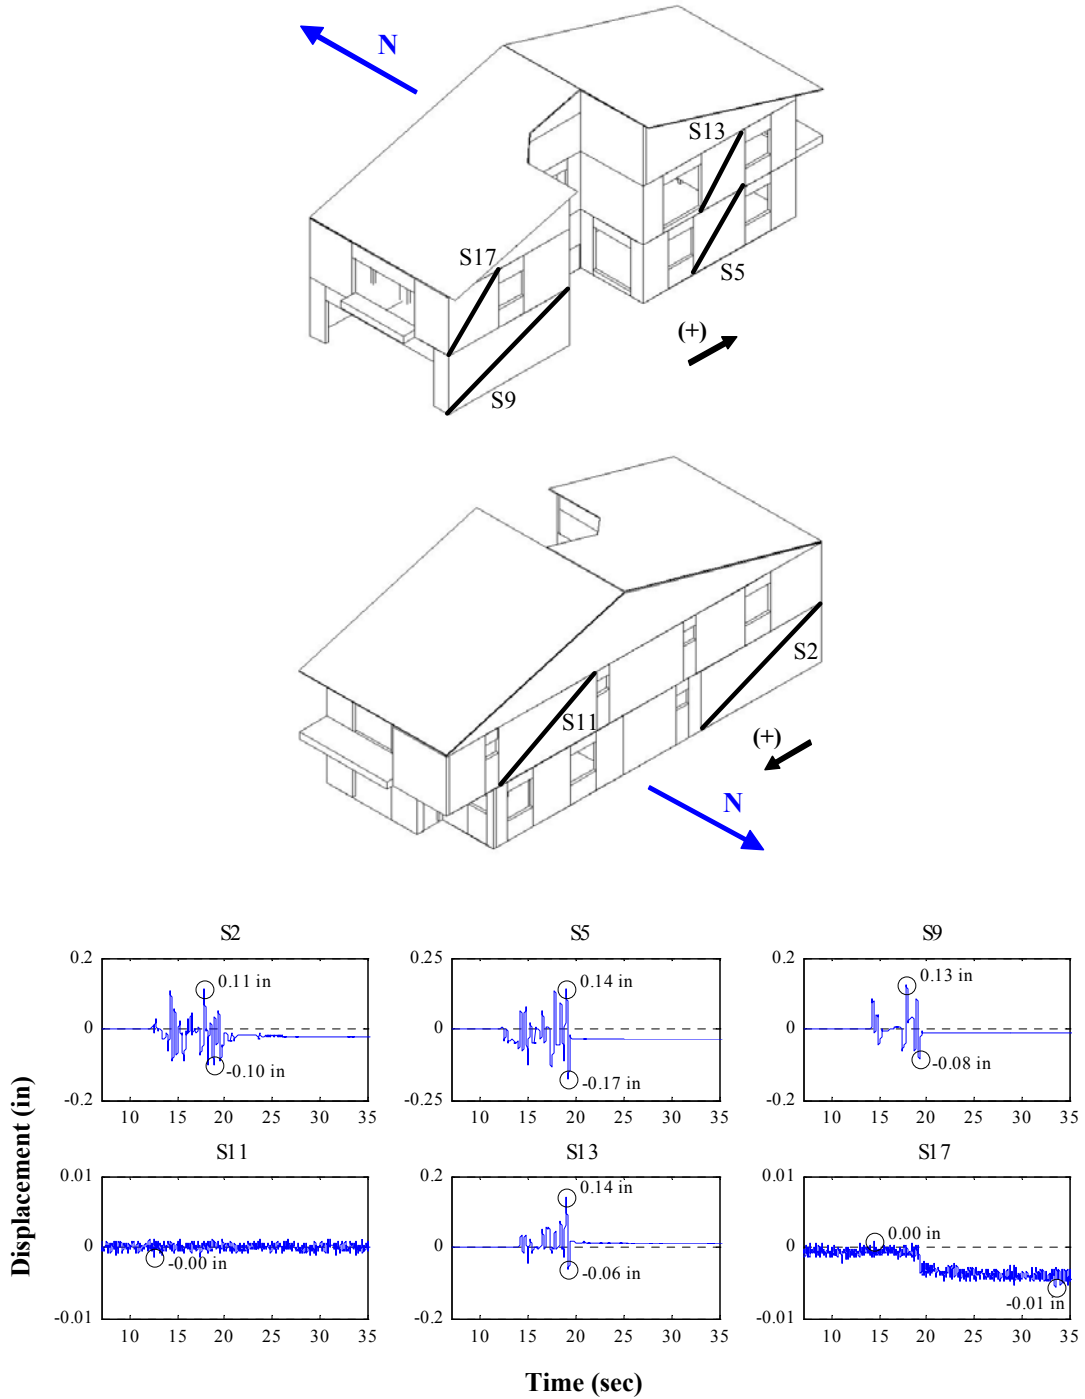 N
S13
S17
S5
(+)
S9
S2
S11
(+)
N
S2
S5
S9
0.2
0
-0.2
0.11 in
-0.10 in
10 15 20 25 30 35
0.25
0
-0.25
0.14 in
-0.17 in
10 15 20 25 30 35
0.2
0
-0.2
0.13 in
-0.08 in
10 15 20 25 30 35
S11
S13
S17
0.01
0
-0.01
-0.00 in
10 15 20 25 30 35
0.2
0
-0.2
0.14 in
-0.06 in
10 15 20 25 30 35
0.01
0
-0.01
0.00 in
-0.01 in
10 15 20 25 30 35
Displacement (in)
Time (sec)